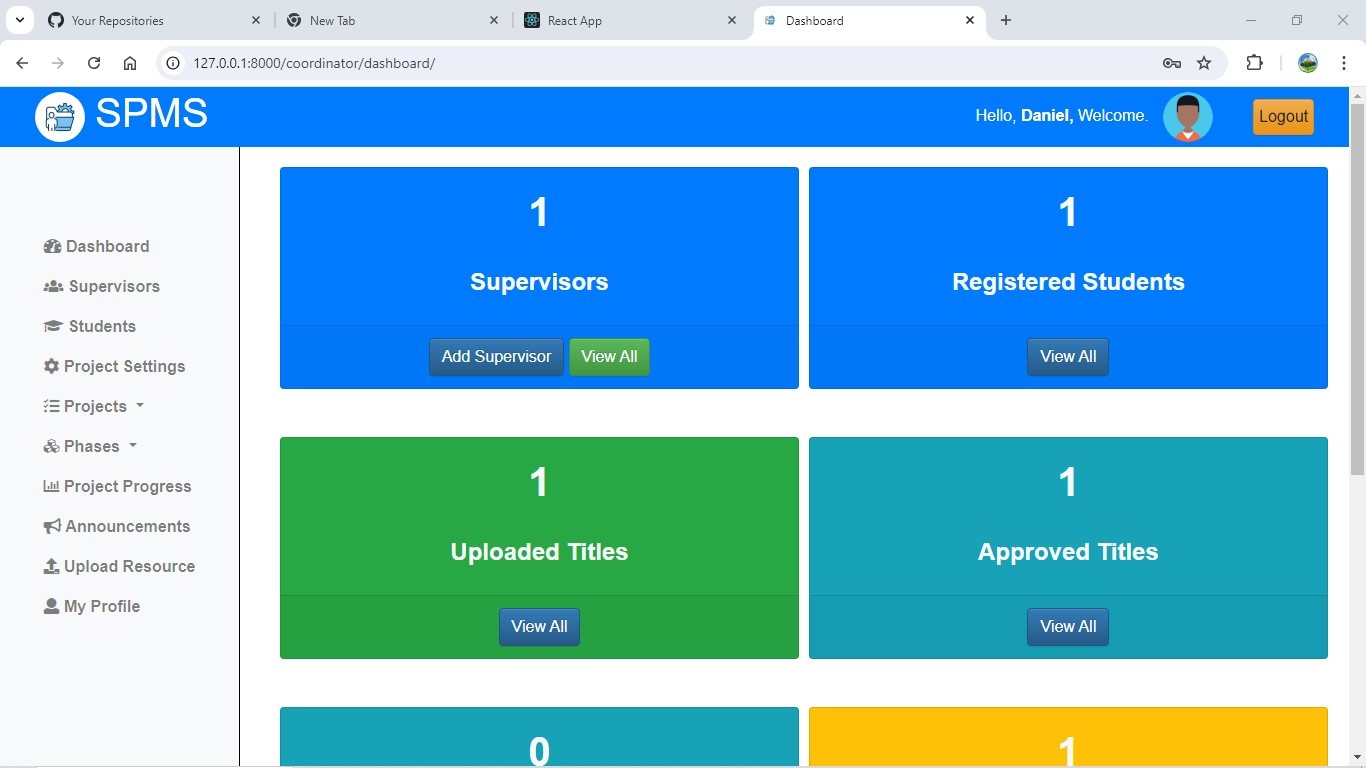 Your Repositories
New Tab
React App
Dashboard
127.0.0.1:8000/coordinator/dashboard/
SPMS
Hello, Daniel, Welcome.
Logout
Dashboard
Supervisors
Students
Project Settings
Projects
Phases
Project Progress
Announcements
Upload Resource
My Profile
1
Supervisors
Add Supervisor View All
1
Registered Students
View All
1
Uploaded Titles
View All
1
Approved Titles
View All
0
1